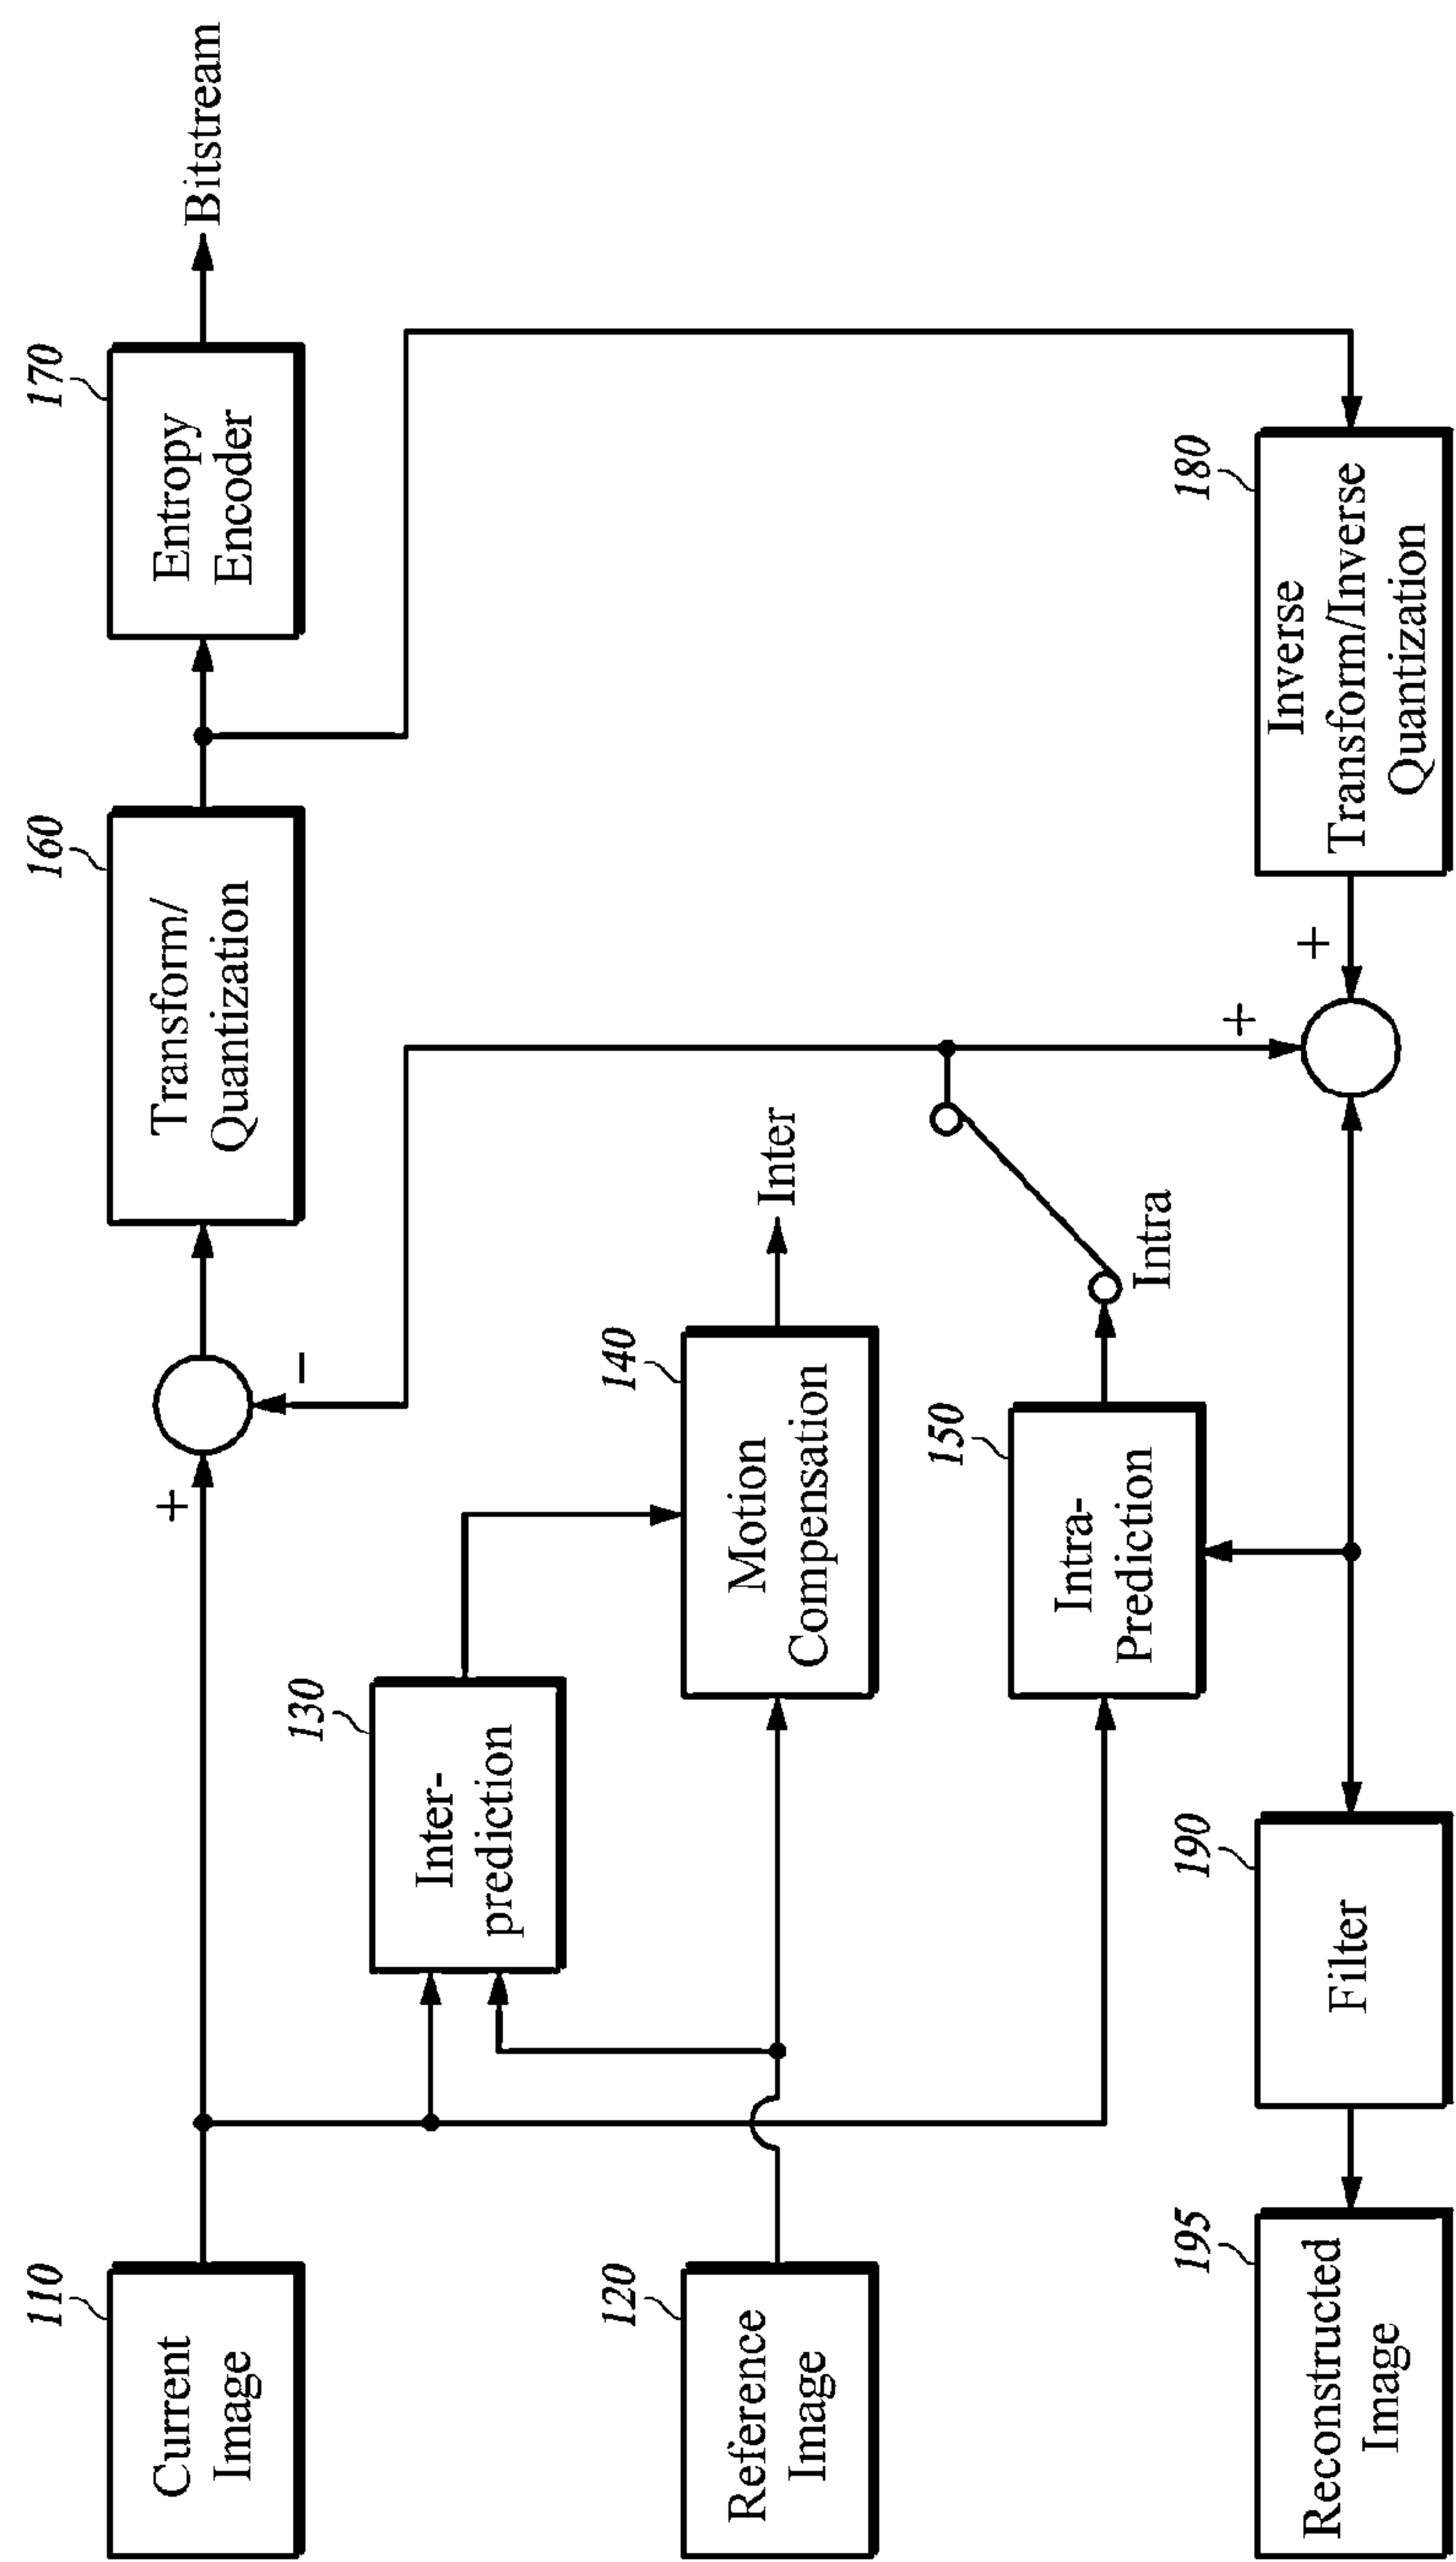 110
Current
Image
+
−
160
Transform/
Quantization
170
Entropy
Encoder
Bitstream
130
Inter-
prediction
120
Reference
Image
140
Motion
Compensation
Inter
150
Intra-
Prediction
Intra
195
Reconstructed
Image
190
Filter
+
+
180
Inverse
Transform/Inverse
Quantization